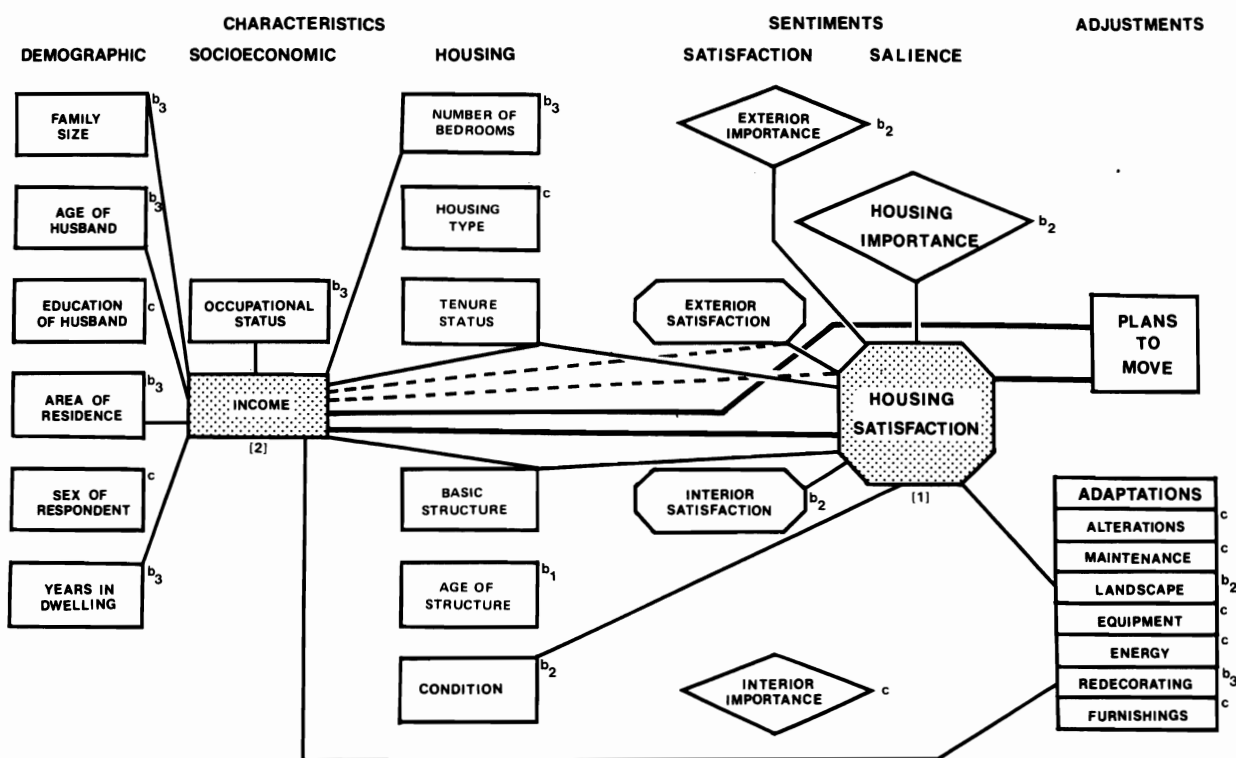 CHARACTERISTICS
SENTIMENTS
ADJUSTMENTS
DEMOGRAPHIC
SOCIOECONOMIC
HOUSING
SATISFACTION
SALIENCE
FAMILY
SIZE
b3
AGE OF
HUSBAND
b3
EDUCATION
OF HUSBAND
c
AREA OF
RESIDENCE
b3
SEX OF
RESPONDENT
c
YEARS IN
DWELLING
b3
OCCUPATIONAL
STATUS
b3
INCOME
[2]
NUMBER OF
BEDROOMS
b3
HOUSING
TYPE
c
TENURE
STATUS
BASIC
STRUCTURE
AGE OF
STRUCTURE
b1
CONDITION
b2
EXTERIOR
IMPORTANCE
b2
HOUSING
IMPORTANCE
b2
EXTERIOR
SATISFACTION
HOUSING
SATISFACTION
[1]
INTERIOR
SATISFACTION
b2
INTERIOR
IMPORTANCE
c
PLANS
TO
MOVE
ADAPTATIONS
ALTERATIONS c
MAINTENANCE c
LANDSCAPE b2
EQUIPMENT c
ENERGY c
REDECORATING b3
FURNISHINGS c